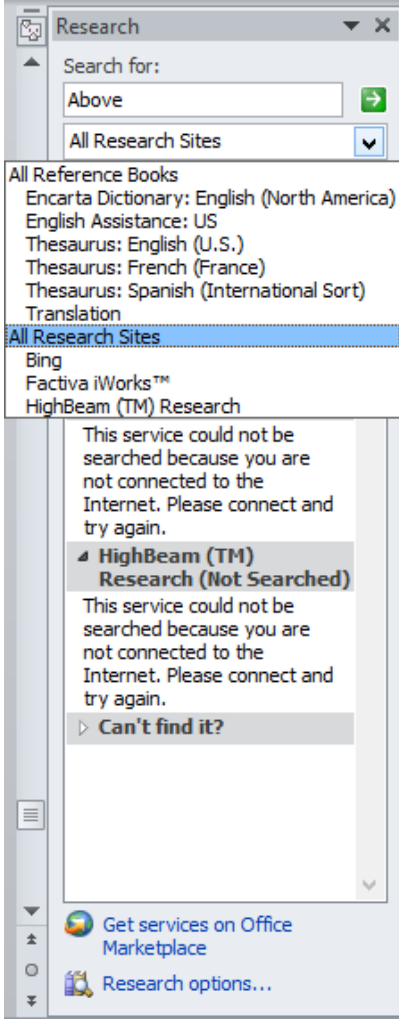 Research
Search for:
Above
All Research Sites
All Reference Books
Encarta Dictionary: English (North America)
English Assistance: US
Thesaurus: English (U.S.)
Thesaurus: French (France)
Thesaurus: Spanish (International Sort)
Translation
All Research Sites
Bing
Factiva iWorks™
HighBeam (TM) Research
This service could not be
searched because you are
not connected to the
Internet. Please connect and
try again.
HighBeam (TM)
Research (Not Searched)
This service could not be
searched because you are
not connected to the
Internet. Please connect and
try again.
Can't find it?
Get services on Office
Marketplace
Research options...